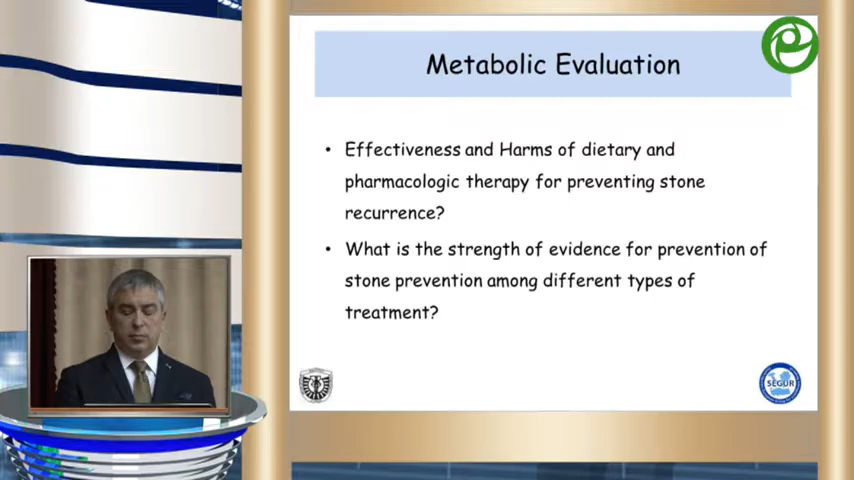 Metabolic Evaluation
• Effectiveness and Harms of dietary and
pharmacologic therapy for preventing stone
recurrence?
• What is the strength of evidence for prevention of
stone prevention among different types of
treatment?
SEGUR